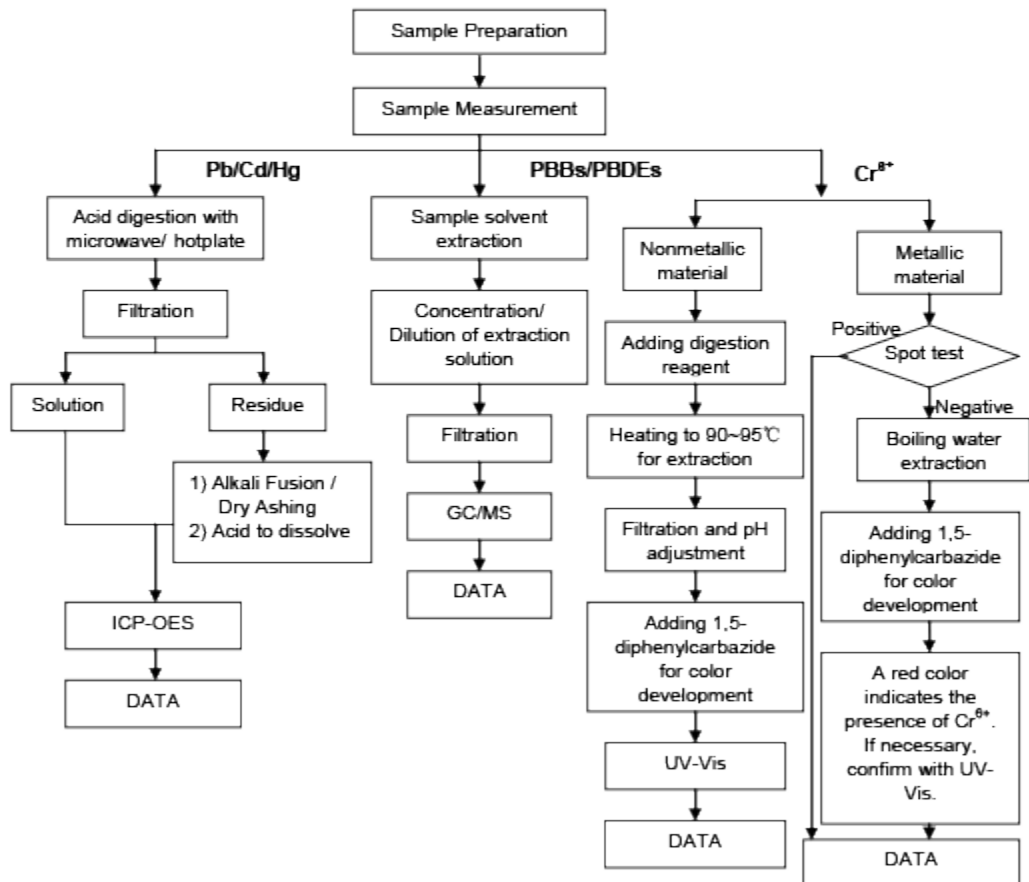 Sample Preparation
Sample Measurement
Pb/Cd/Hg
PBBs/PBDEs
Cr⁶⁺
Acid digestion with
microwave/ hotplate
Filtration
Solution
Residue
1) Alkali Fusion /
Dry Ashing
2) Acid to dissolve
ICP-OES
DATA
Sample solvent
extraction
Concentration/
Dilution of extraction
solution
Filtration
GC/MS
DATA
Nonmetallic
material
Adding digestion
reagent
Heating to 90~95℃
for extraction
Filtration and pH
adjustment
Adding 1,5-
diphenylcarbazide
for color
development
UV-Vis
DATA
Metallic
material
Positive
Spot test
Negative
Boiling water
extraction
Adding 1,5-
diphenylcarbazide
for color
development
A red color
indicates the
presence of Cr⁶⁺.
If necessary,
confirm with UV-
Vis.
DATA